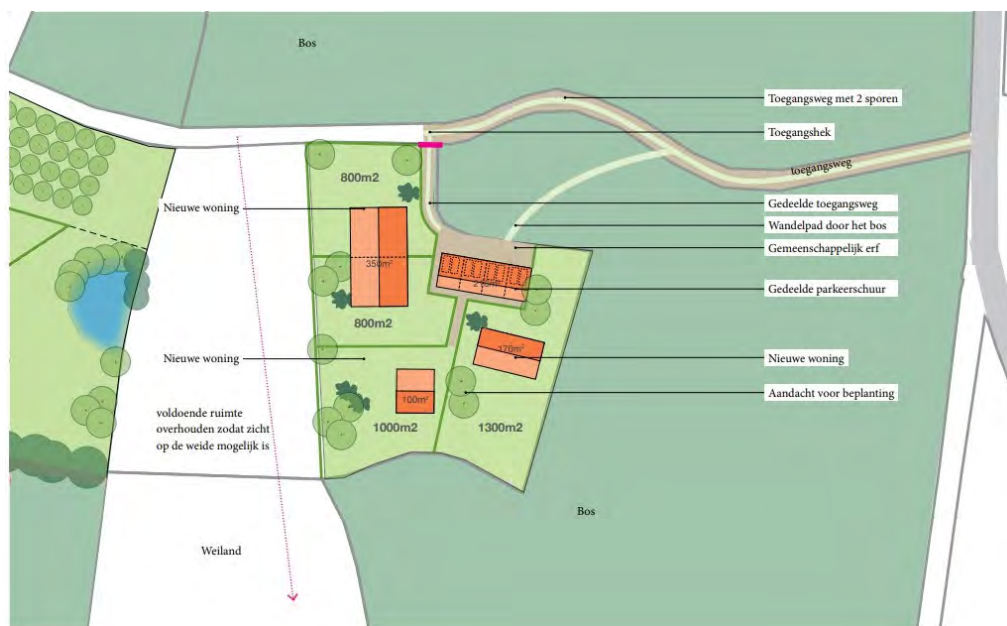 Bos
Toegangsweg met 2 sporen
Toegangshek
toegangsweg
800m2
Nieuwe woning
Gedeelde toegangsweg
Wandelpad door het bos
Gemeenschappelijk erf
350m²
Gedeelde parkeerschuur
800m2
170m²
Nieuwe woning
Nieuwe woning
Aandacht voor beplanting
100m²
voldoende ruimte
overhouden zodat zicht
op de weide mogelijk is
1000m2
1300m2
Bos
Weiland